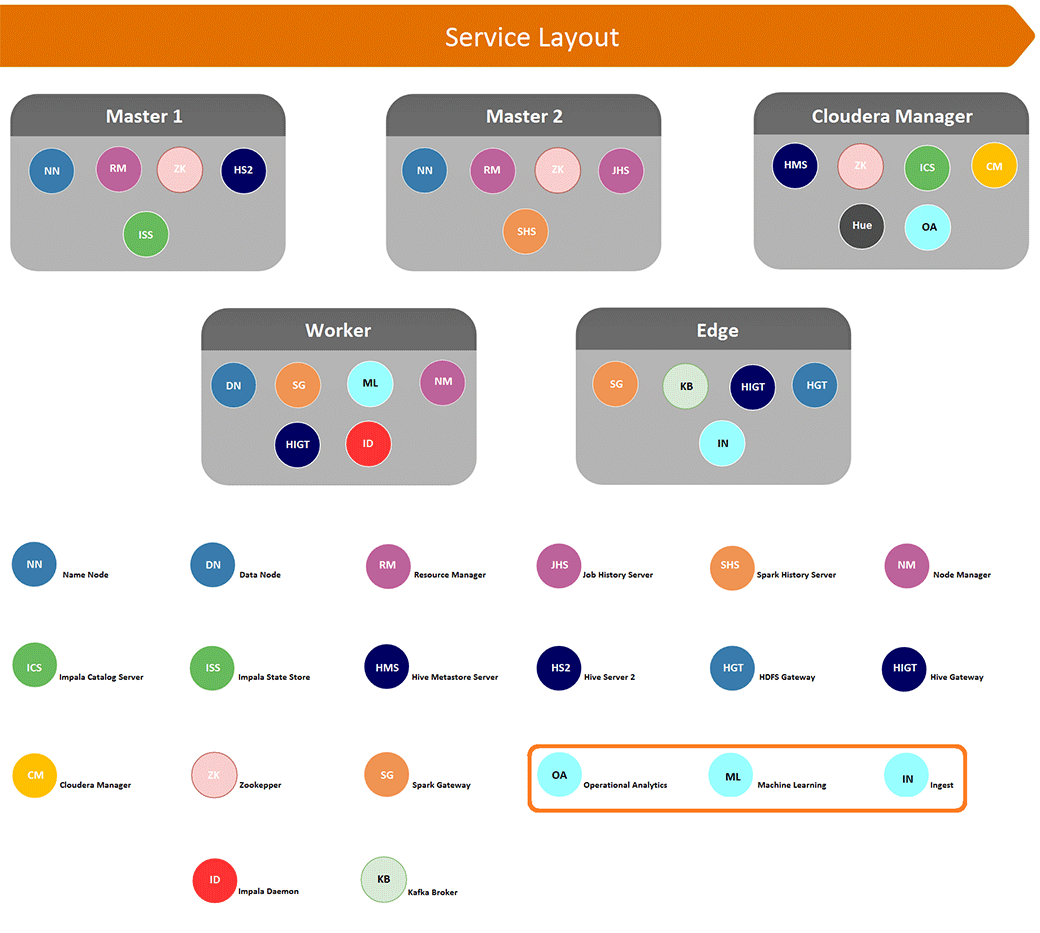 Service Layout
Master 1
NN RM ZK HS2
ISS
Master 2
NN RM ZK JHS
SHS
Cloudera Manager
HMS ZK ICS CM
Hue OA
Worker
DN SG ML NM
HIGT ID
Edge
SG KB HIGT HGT
IN
NN Name Node
DN Data Node
RM Resource Manager
JHS Job History Server
SHS Spark History Server
NM Node Manager
ICS Impala Catalog Server
ISS Impala State Store
HMS Hive Metastore Server
HS2 Hive Server 2
HGT HDFS Gateway
HIGT Hive Gateway
CM Cloudera Manager
ZK Zookepper
SG Spark Gateway
OA Operational Analytics
ML Machine Learning
IN Ingest
ID Impala Daemon
KB Kafka Broker